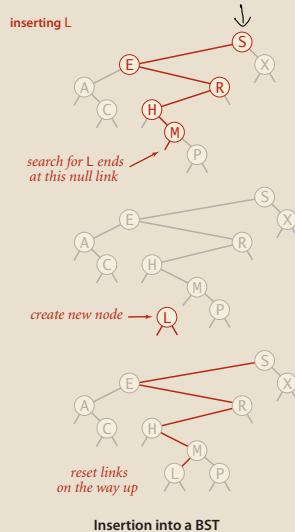 inserting L
S
E
X
A
R
C
H
M
P
search for L ends
at this null link
S
E
X
A
R
C
H
M
P
create new node
L
S
E
X
A
R
C
H
M
L
P
reset links
on the way up
Insertion into a BST